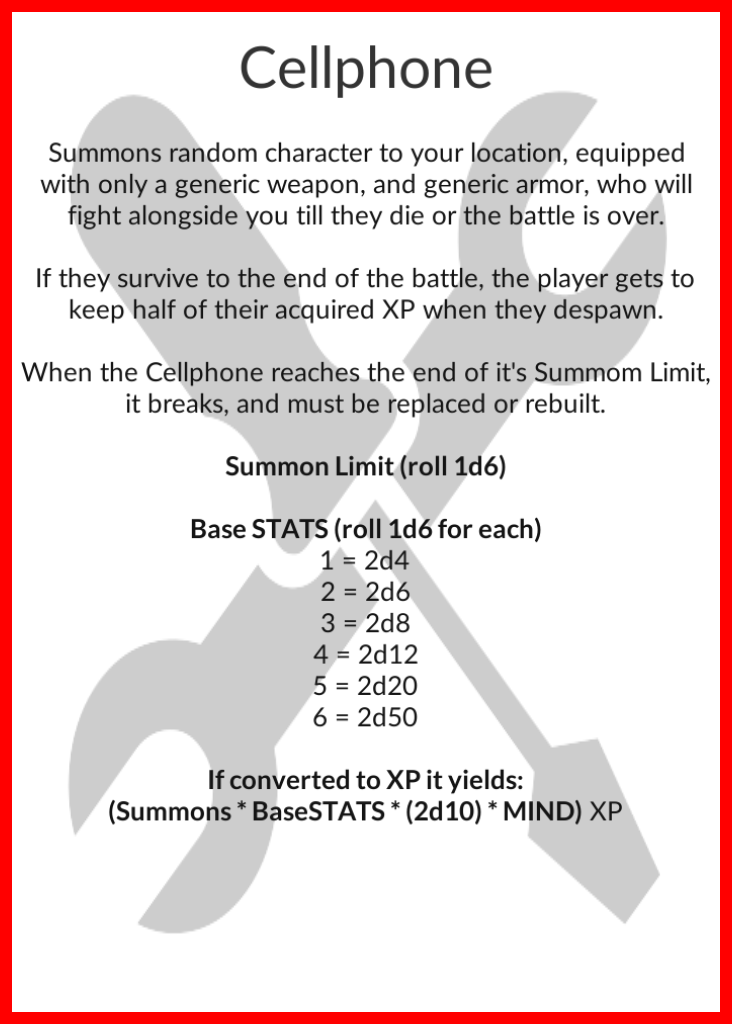 Cellphone
Summons random character to your location, equipped
with only a generic weapon, and generic armor, who will
fight alongside you till they die or the battle is over.
If they survive to the end of the battle, the player gets to
keep half of their acquired XP when they despawn.
When the Cellphone reaches the end of it's Summom Limit,
it breaks, and must be replaced or rebuilt.
Summon Limit (roll 1d6)
Base STATS (roll 1d6 for each)
1 = 2d4
2 = 2d6
3 = 2d8
4 = 2d12
5 = 2d20
6 = 2d50
If converted to XP it yields:
(Summons * BaseSTATS * (2d10) * MIND) XP